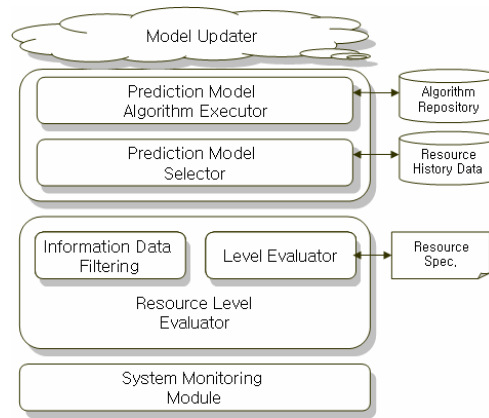 Model Updater
Prediction Model
Algorithm Executor
Algorithm
Repository
Prediction Model
Selector
Resource
History Data
Information Data
Filtering
Level Evaluator
Resource
Spec.
Resource Level
Evaluator
System Monitoring
Module